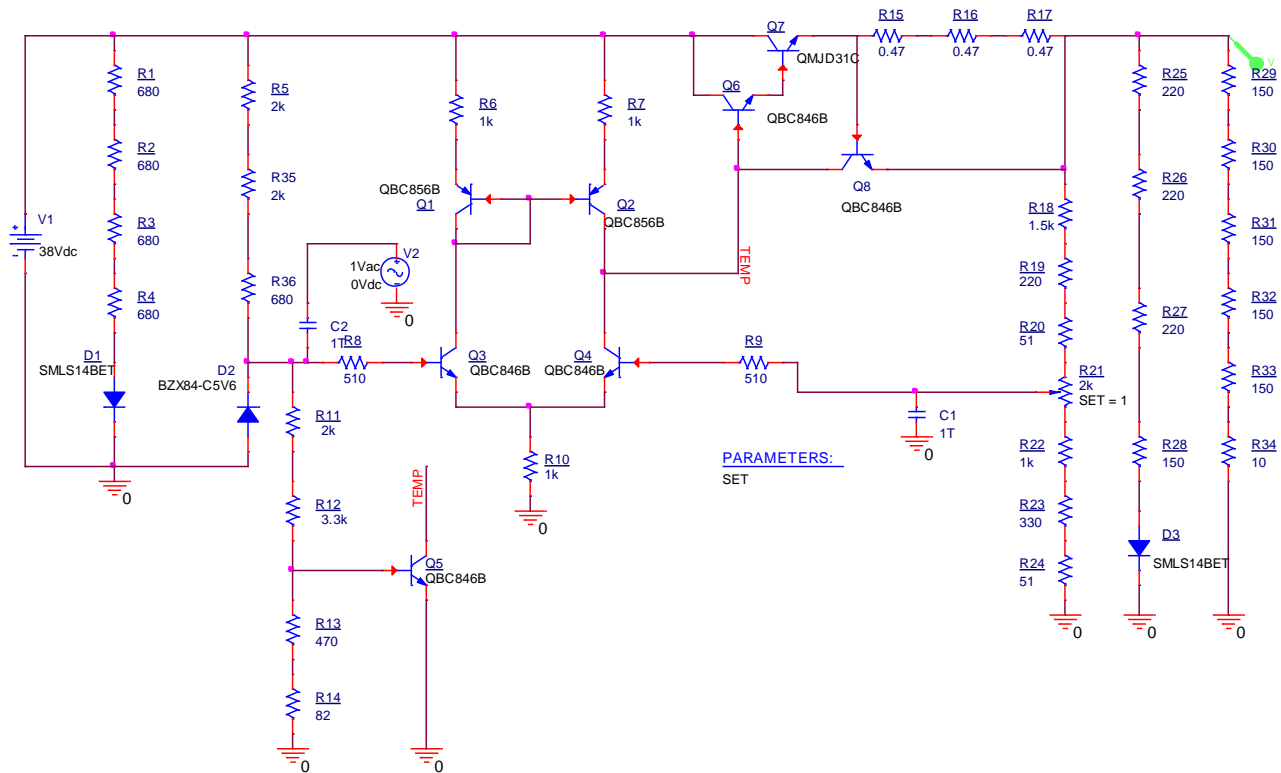 Q7
QMJD31C
R15
0.47
R16
0.47
R17
0.47
V
R1
680
R5
2k
R6
1k
R7
1k
Q6
QBC846B
R25
220
R29
150
R2
680
R35
2k
QBC856B
Q1
Q2
QBC856B
Q8
QBC846B
R26
220
R30
150
V1
38Vdc
R3
680
R18
1.5k
R31
150
R4
680
R36
680
1Vac
0Vdc
V2
0
TEMP
R19
220
R27
220
R32
150
C2
1T
R8
510
R20
51
D1
SMLS14BET
D2
BZX84-C5V6
Q3
QBC846B
Q4
QBC846B
R9
510
R21
2k
SET = 1
R33
150
R11
2k
C1
1T
0
R10
1k
0
PARAMETERS:
SET
R22
1k
R28
150
R34
10
0
TEMP
R12
3.3k
R23
330
D3
SMLS14BET
Q5
QBC846B
R24
51
R13
470
0
0
0
R14
82
0
0